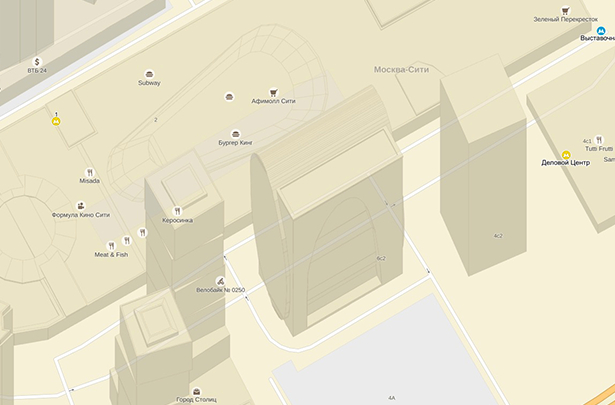 Зеленый Перекресток
Выставочн
ВТБ 24
Москва-Сити
Subway
Афимолл Сити
1
2
Бургер Кинг
4с1
Tutti Frutti
Деловой Центр
Sam
Misada
Формула Кино Сити
Керосинка
4с2
Meat & Fish
6с2
Велобайк № 0250
Город Столиц
4А